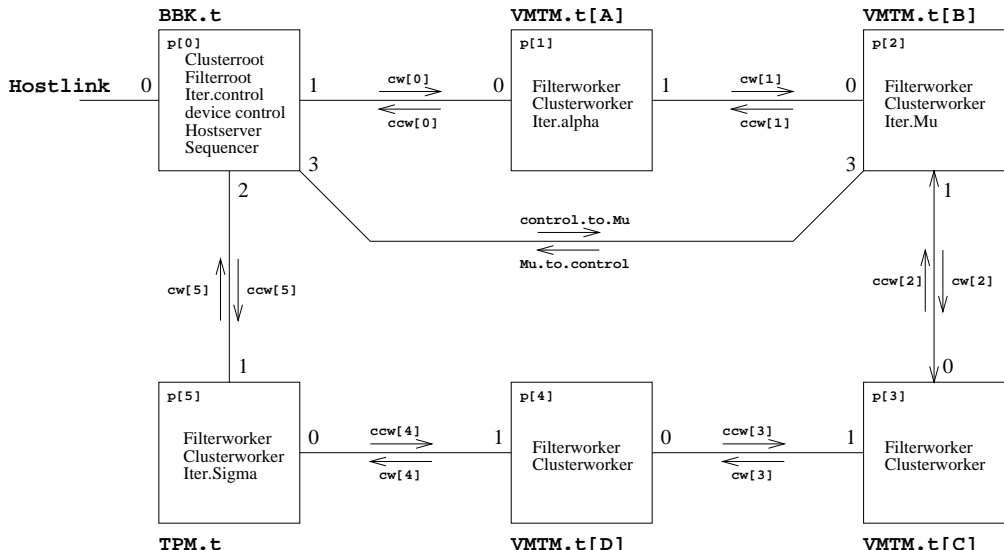 BBK.t
VMTM.t[A]
VMTM.t[B]
p[0]
Clusterroot
Filterroot
Iter.control
device control
Hostserver
Sequencer
Hostlink
0
1
2
3
cw[0]
ccw[0]
p[1]
Filterworker
Clusterworker
Iter.alpha
0
1
cw[1]
ccw[1]
p[2]
Filterworker
Clusterworker
Iter.Mu
0
3
1
control.to.Mu
Mu.to.control
cw[5]
ccw[5]
ccw[2]
cw[2]
1
0
p[5]
Filterworker
Clusterworker
Iter.Sigma
0
ccw[4]
cw[4]
1
p[4]
Filterworker
Clusterworker
0
ccw[3]
cw[3]
1
p[3]
Filterworker
Clusterworker
TPM.t
VMTM.t[D]
VMTM.t[C]